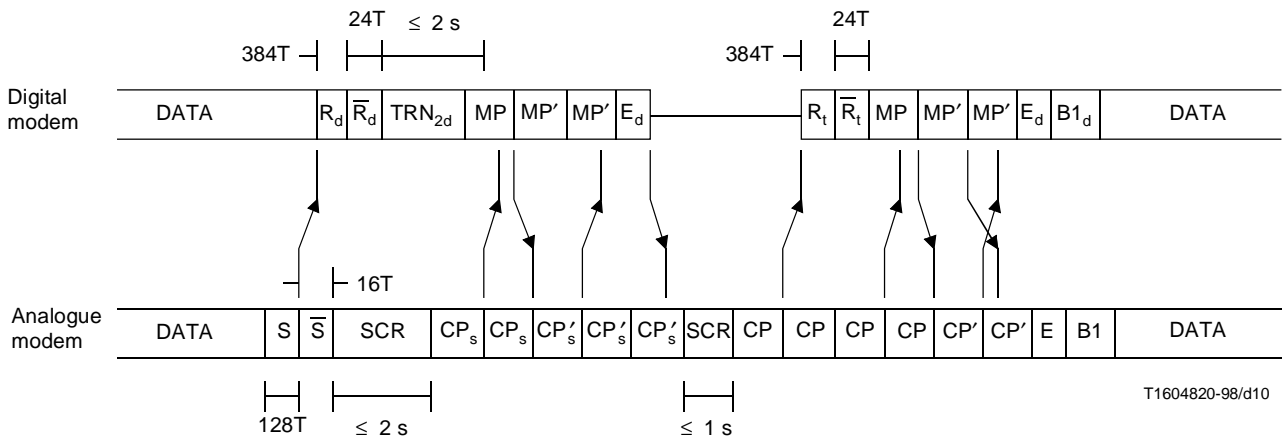 24T ≤ 2 s 24T
384T 384T
Digital modem DATA R_d R̅_d TRN_2d MP MP′ MP′ E_d R_t R̅_t MP MP′ MP′ E_d B1_d DATA
16T
Analogue modem DATA S S̅ SCR CP_s CP_s CP′_s CP′_s CP′_s SCR CP CP CP CP CP′ CP′ E B1 DATA
T1604820-98/d10
128T ≤ 2 s ≤ 1 s